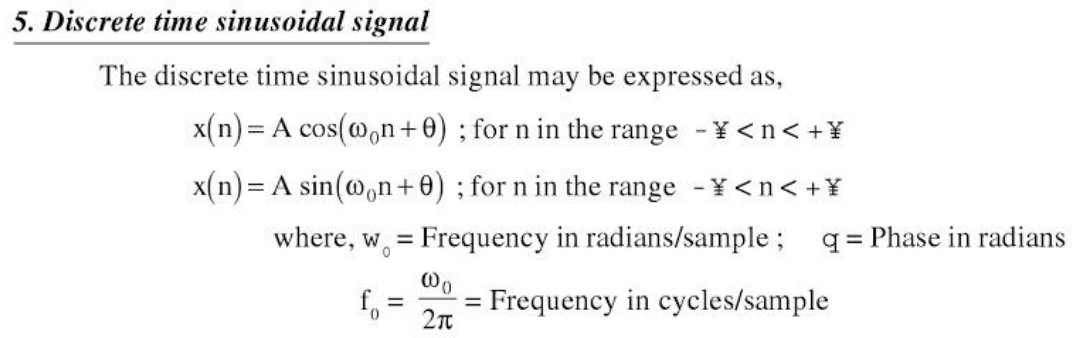 5. Discrete time sinusoidal signal
The discrete time sinusoidal signal may be expressed as,
x(n) = A cos(ω₀n + θ) ; for n in the range - ¥ < n < + ¥
x(n) = A sin(ω₀n + θ) ; for n in the range - ¥ < n < + ¥
where, w₀ = Frequency in radians/sample ; q = Phase in radians
f₀ = ω₀/2π = Frequency in cycles/sample